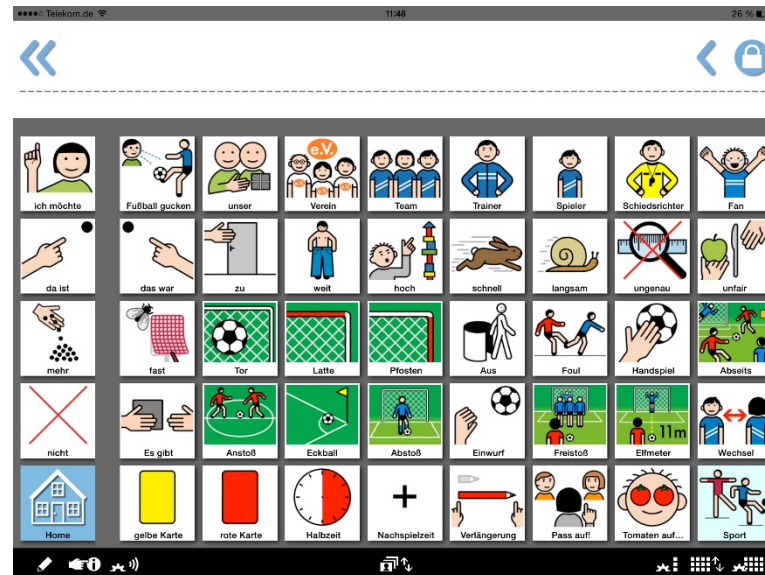 Telekom.de 11:48 26 %
ich möchte Fußball gucken unser e.V. Verein Team Trainer Spieler Schiedsrichter Fan
da ist das war zu weit hoch schnell langsam ungenau unfair
mehr fast Tor Latte Pfosten Aus Foul Handspiel Abseits
nicht Es gibt Anstoß Eckball Abstoß Einwurf Freistoß 11m Elfmeter Wechsel
Home gelbe Karte rote Karte Halbzeit Nachspielzeit Verlängerung Pass auf! Tomaten auf... Sport